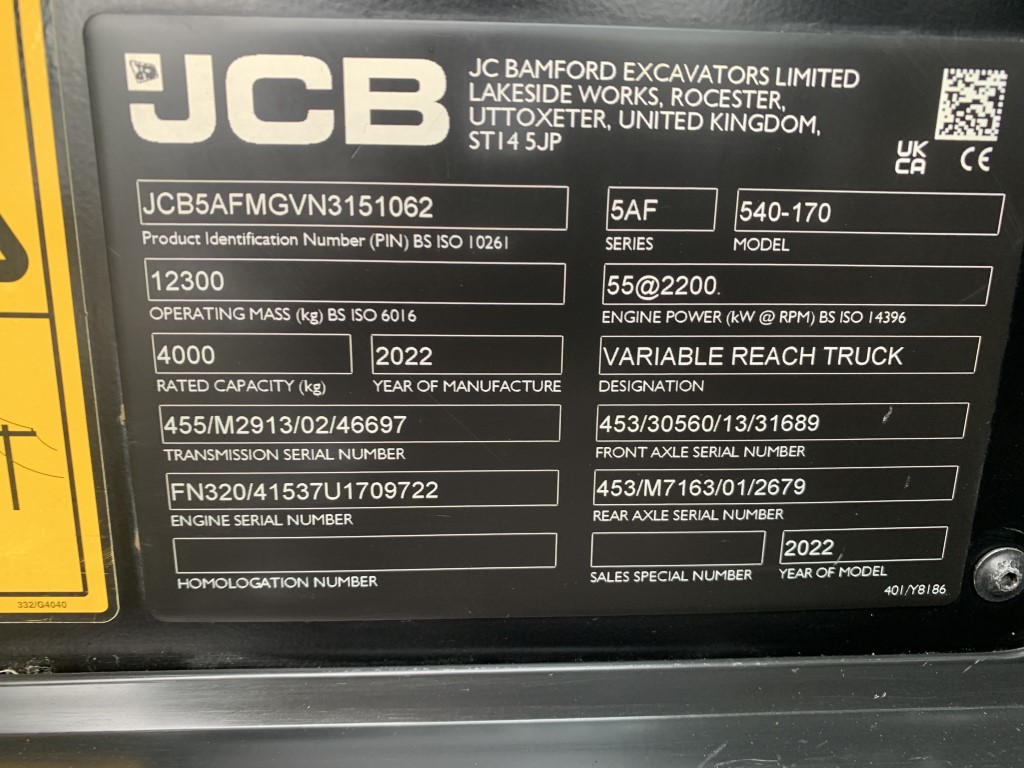 JCB
JC BAMFORD EXCAVATORS LIMITED
LAKESIDE WORKS, ROCESTER,
UTTOXETER, UNITED KINGDOM,
ST14 5JP
UK
CA
CE
JCB5AFMGVN3151062
Product Identification Number (PIN) BS ISO 10261
5AF
SERIES
540-170
MODEL
12300
OPERATING MASS (kg) BS ISO 6016
55@2200.
ENGINE POWER (kW @ RPM) BS ISO 14396
4000
RATED CAPACITY (kg)
2022
YEAR OF MANUFACTURE
VARIABLE REACH TRUCK
DESIGNATION
455/M2913/02/46697
TRANSMISSION SERIAL NUMBER
453/30560/13/31689
FRONT AXLE SERIAL NUMBER
FN320/41537U1709722
ENGINE SERIAL NUMBER
453/M7163/01/2679
REAR AXLE SERIAL NUMBER
HOMOLOGATION NUMBER
SALES SPECIAL NUMBER
2022
YEAR OF MODEL
401/Y8186
332/G4040